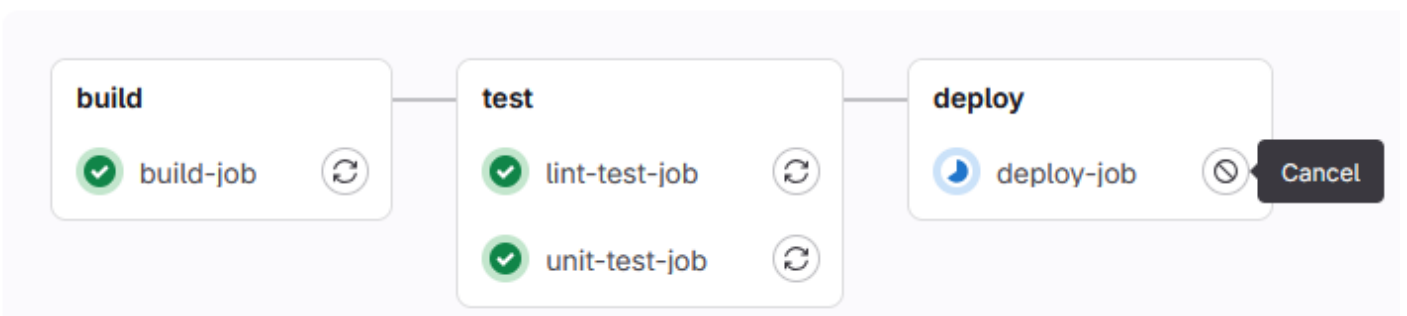 build
build-job
test
lint-test-job
unit-test-job
deploy
deploy-job
Cancel